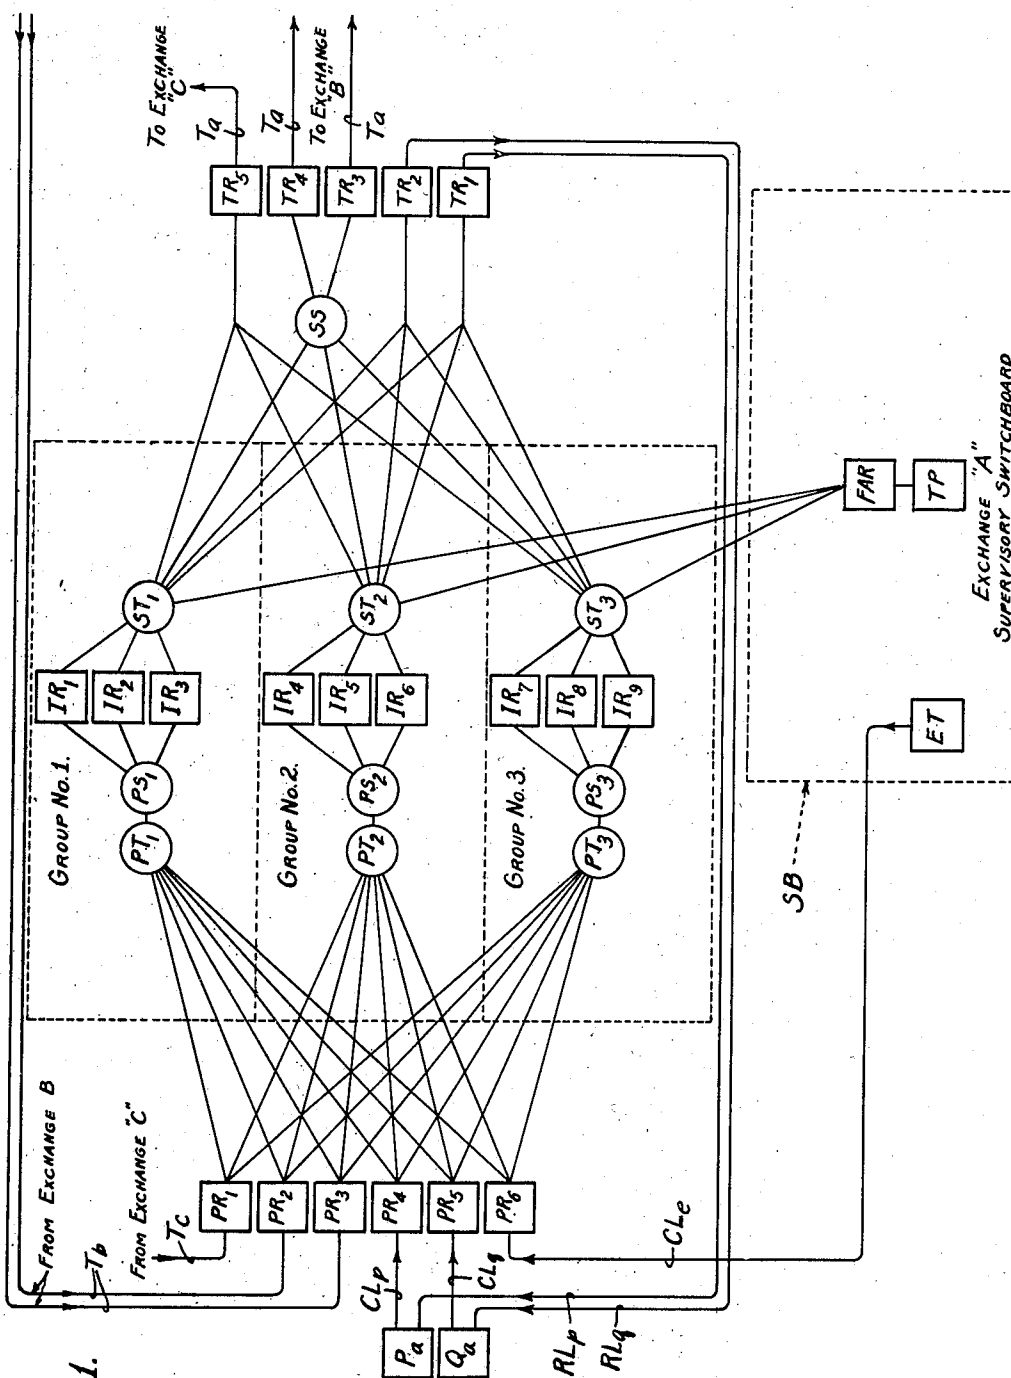 1.
FROM EXCHANGE B
Tb
FROM EXCHANGE "C"
Tc
PR1
PR2
PR3
PR4
PR5
PR6
CLp
CLq
Pa
Qa
RLp
RLq
CLe
GROUP No.1.
PT1
PS1
IR1
IR2
IR3
ST1
GROUP No.2.
PT2
PS2
IR4
IR5
IR6
ST2
GROUP No.3.
PT3
PS3
IR7
IR8
IR9
ST3
SS
TR5
TR4
TR3
TR2
TR1
TO EXCHANGE
"C"
Ta
Ta
TO EXCHANGE
"B"
Ta
SB
ET
FAR
TP
EXCHANGE "A"
SUPERVISORY SWITCHBOARD